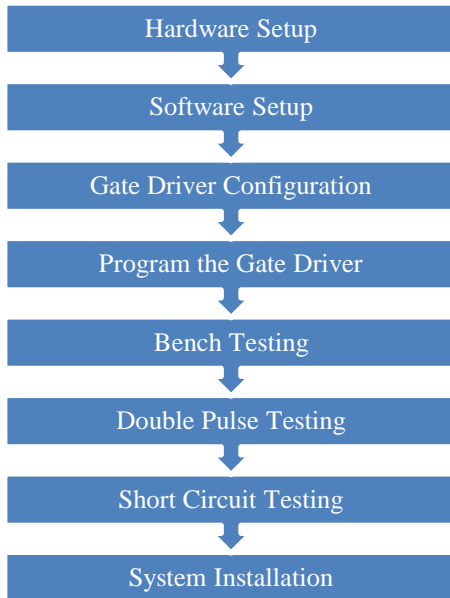 Hardware Setup
Software Setup
Gate Driver Configuration
Program the Gate Driver
Bench Testing
Double Pulse Testing
Short Circuit Testing
System Installation